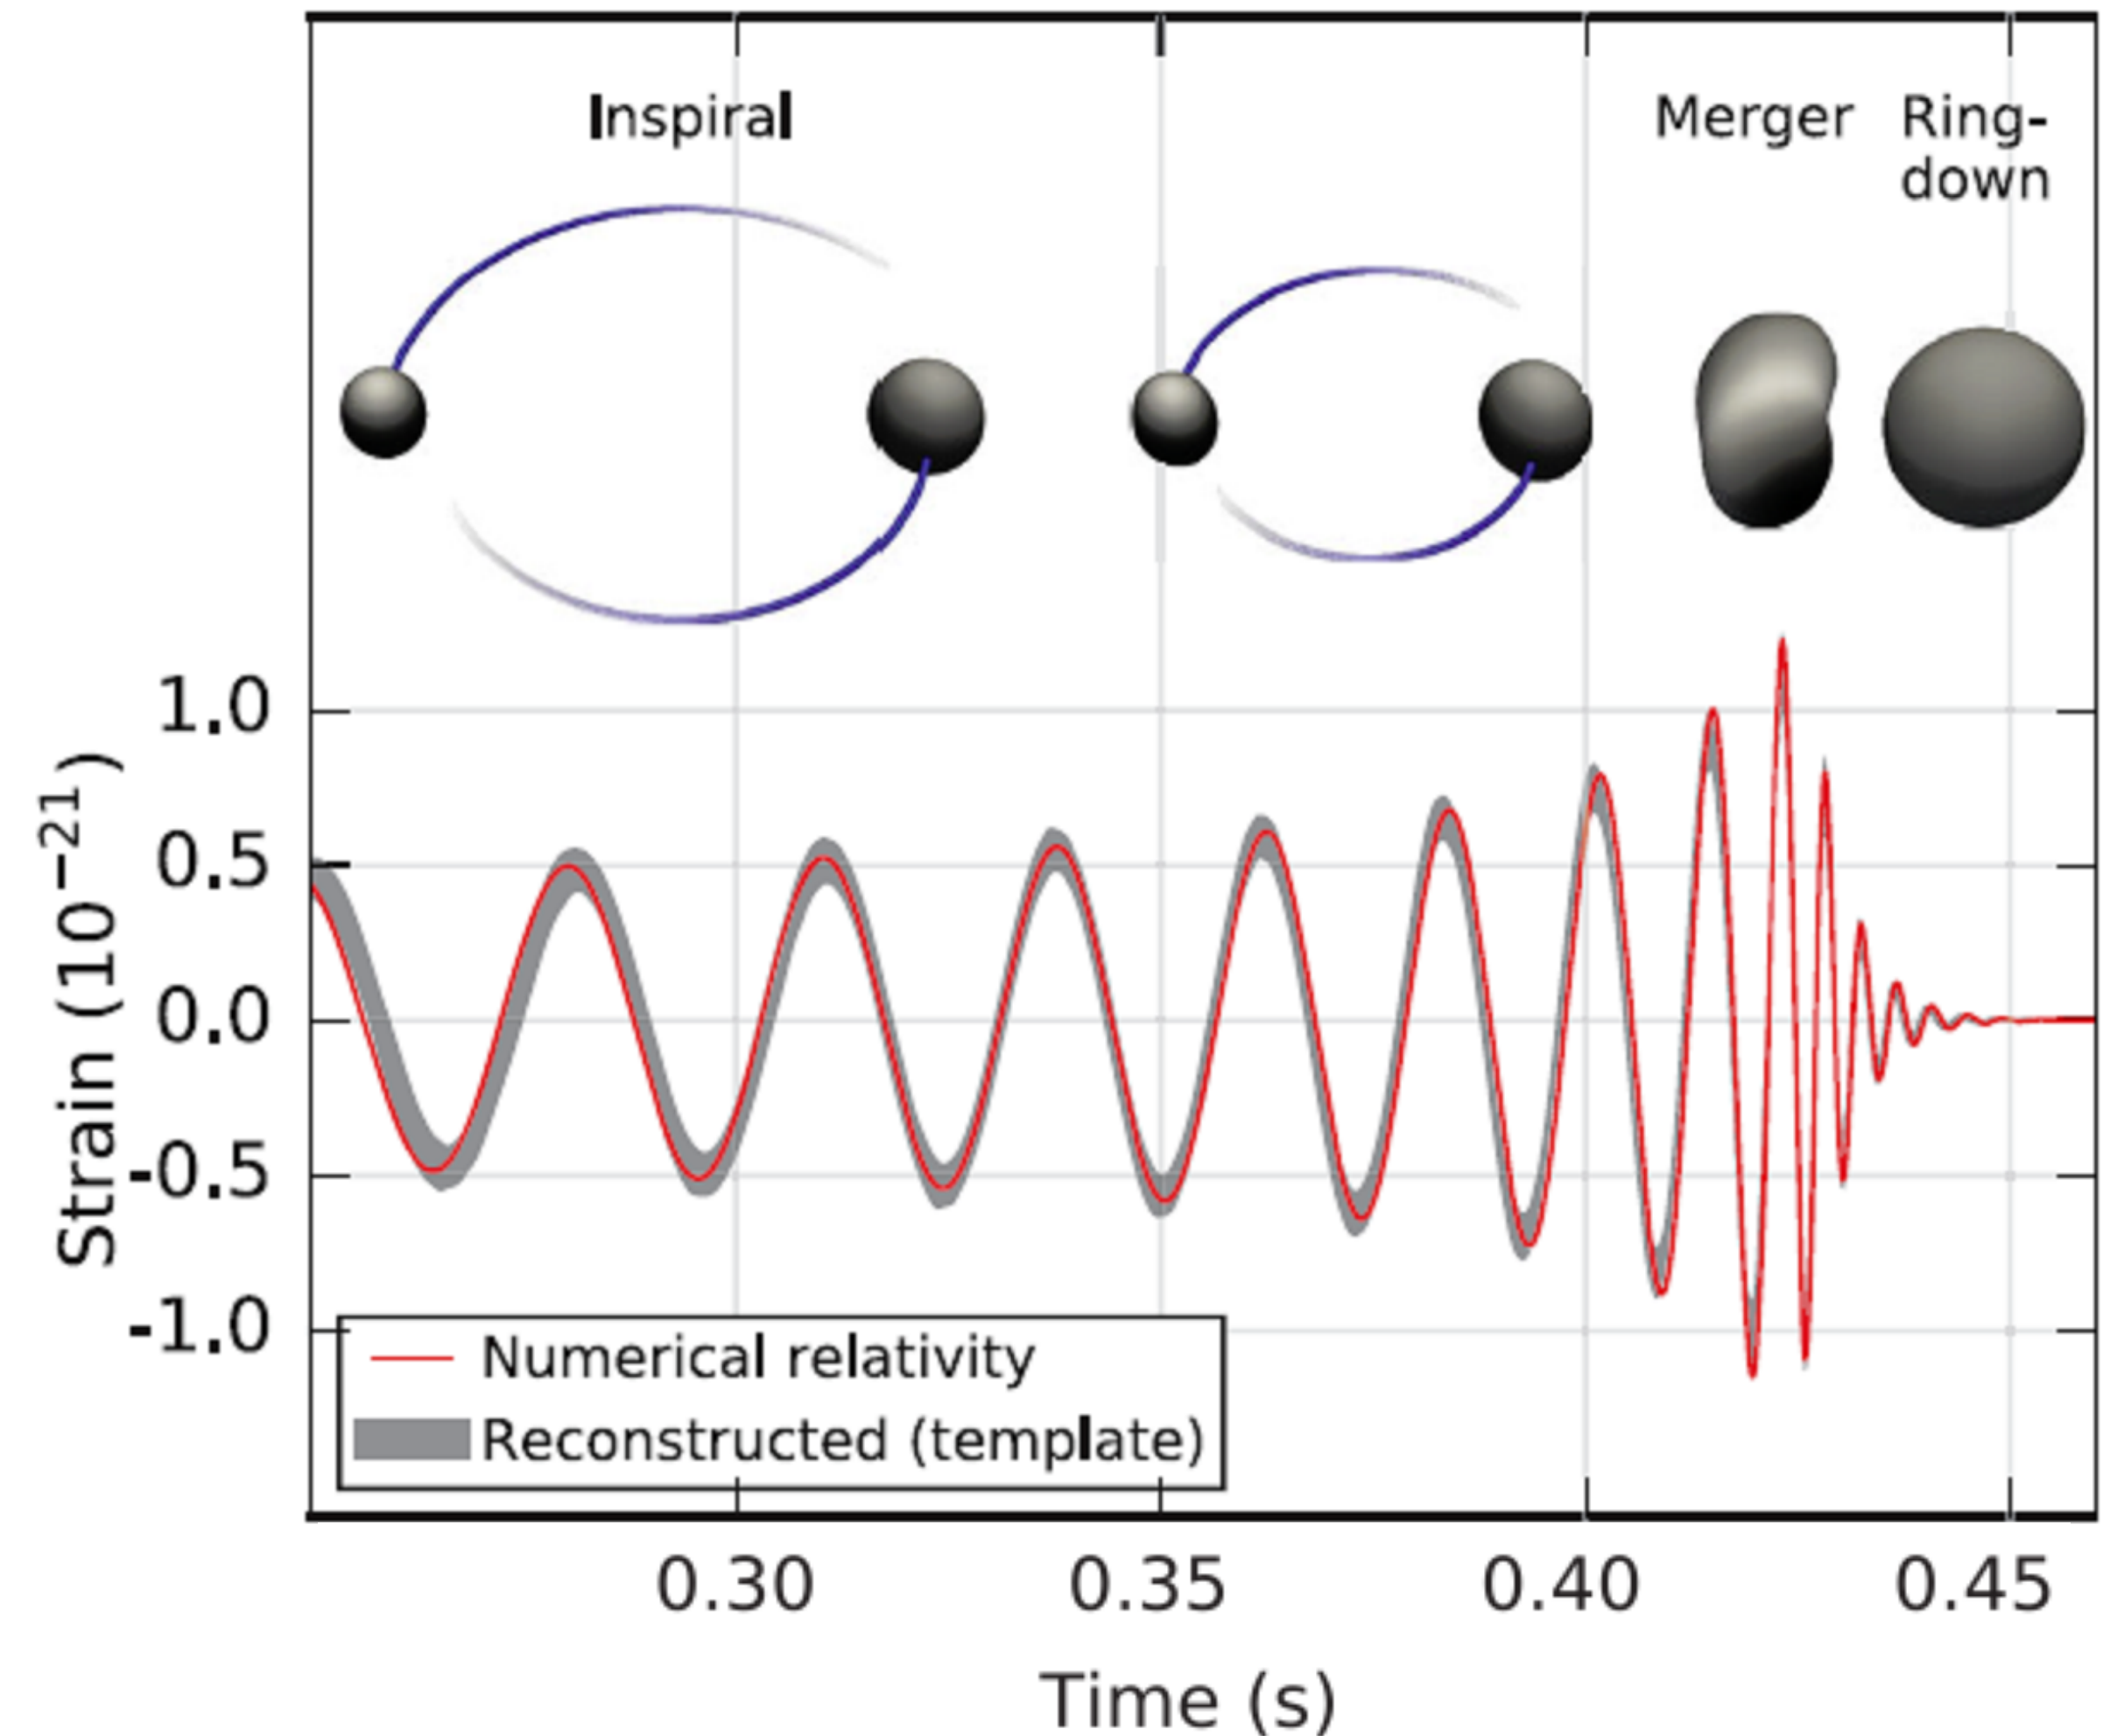 Inspiral
Merger
Ring-
down
1.0
0.5
0.0
-0.5
-1.0
Strain (10⁻²¹)
Numerical relativity
Reconstructed (template)
0.30
0.35
0.40
0.45
Time (s)